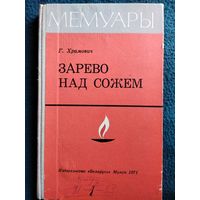 МЕМУАРЫ
Г. Храмович
ЗАРЕВО
НАД СОЖЕМ
Издательство «Беларусь» Минск 1971